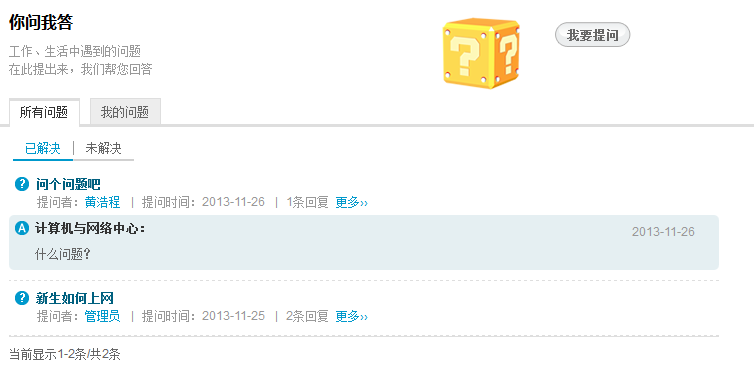 你问我答
工作、生活中遇到的问题
在此提出来，我们帮您回答
? ?
我要提问
所有问题 我的问题
已解决 | 未解决
? 问个问题吧
提问者：黄浩程 | 提问时间：2013-11-26 | 1条回复 更多››
A 计算机与网络中心： 2013-11-26
什么问题?
? 新生如何上网
提问者：管理员 | 提问时间：2013-11-25 | 2条回复 更多››
当前显示1-2条/共2条